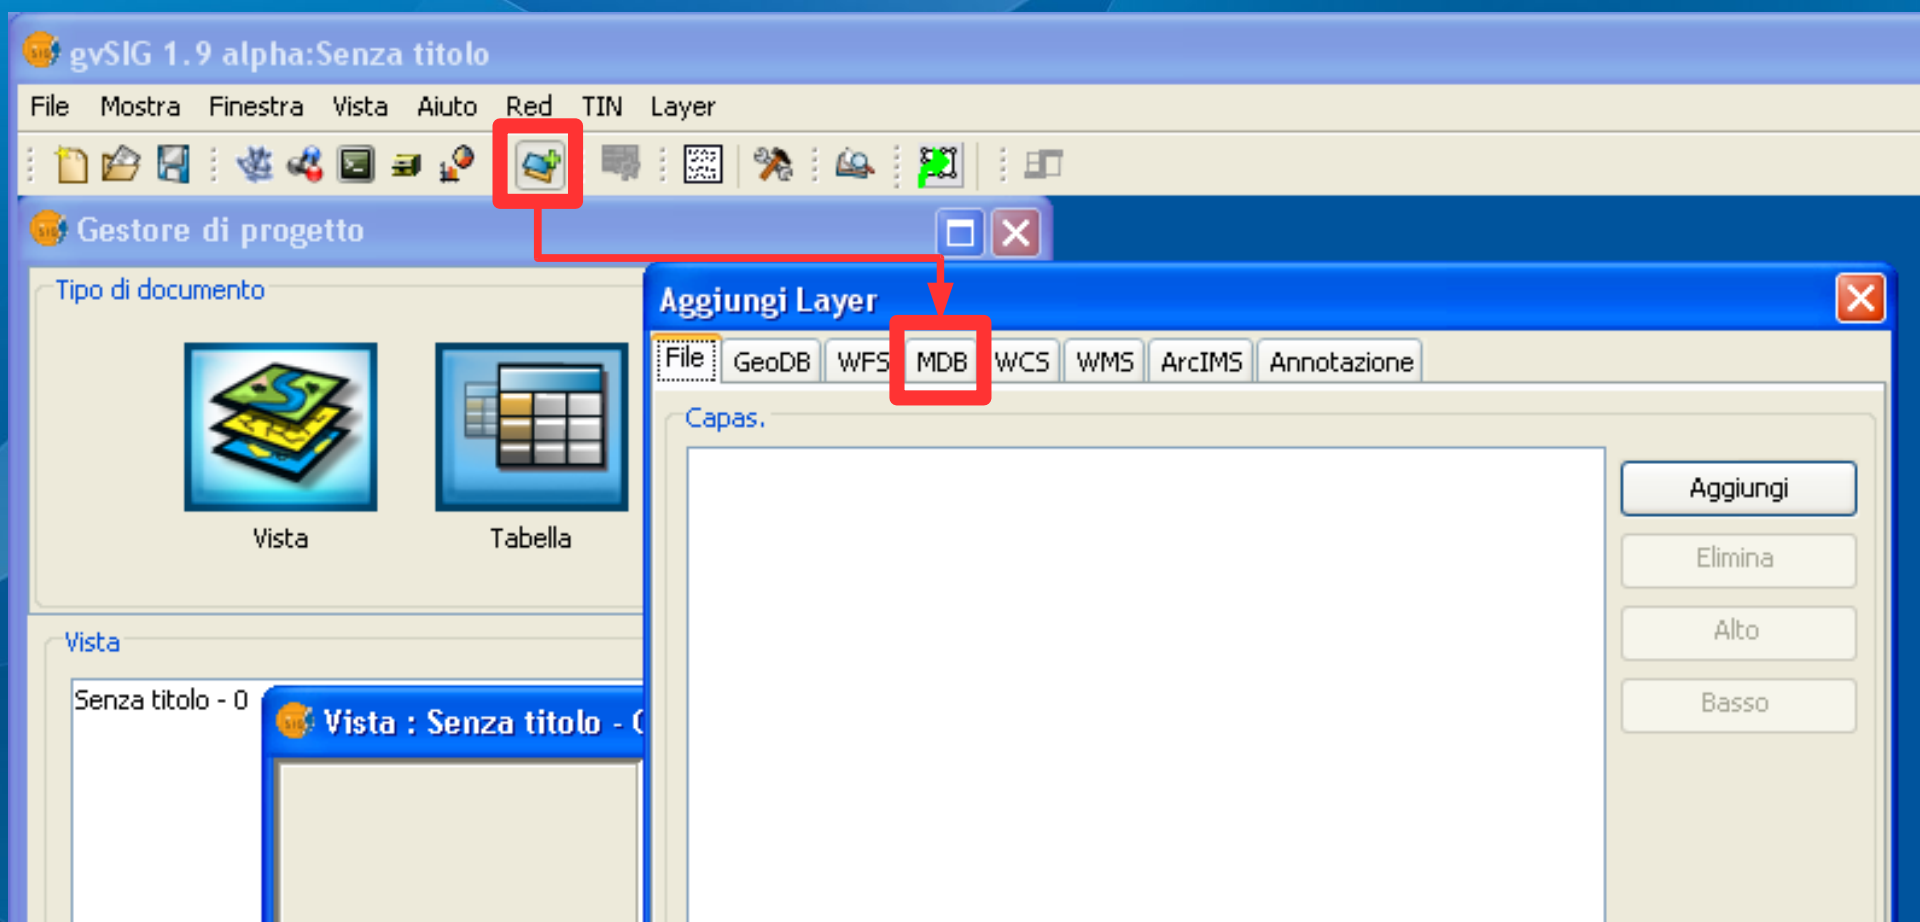 gvSIG 1.9 alpha:Senza titolo
File Mostra Finestra Vista Aiuto Red TIN Layer
Gestore di progetto
Tipo di documento
Vista Tabella
Vista
Senza titolo - 0
Vista : Senza titolo -
Aggiungi Layer
File GeoDB WFS MDB WCS WMS ArcIMS Annotazione
Capas.
Aggiungi
Elimina
Alto
Basso